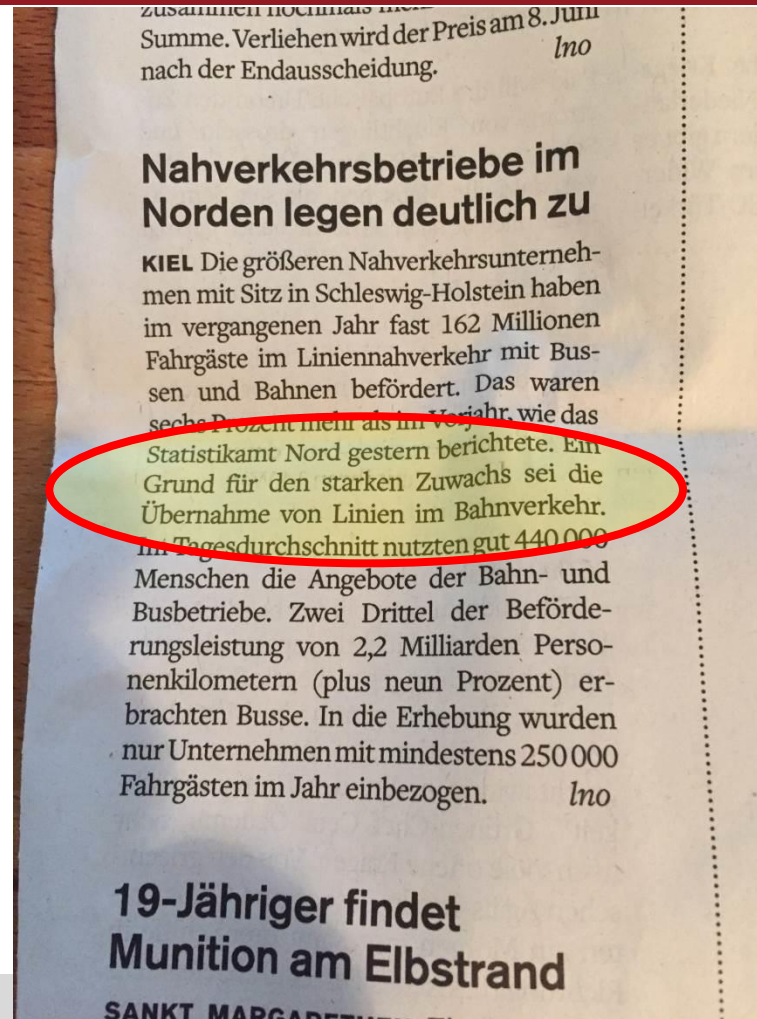 zusammen nochmals mehr
Summe. Verliehen wird der Preis am 8. Juni
nach der Endausscheidung. lno
Nahverkehrsbetriebe im
Norden legen deutlich zu
KIEL Die größeren Nahverkehrsunterneh-
men mit Sitz in Schleswig-Holstein haben
im vergangenen Jahr fast 162 Millionen
Fahrgäste im Liniennahverkehr mit Bus-
sen und Bahnen befördert. Das waren
sechs Prozent mehr als im Vorjahr, wie das
Statistikamt Nord gestern berichtete. Ein
Grund für den starken Zuwachs sei die
Übernahme von Linien im Bahnverkehr.
Im Tagesdurchschnitt nutzten gut 440 000
Menschen die Angebote der Bahn- und
Busbetriebe. Zwei Drittel der Beförde-
rungsleistung von 2,2 Milliarden Perso-
nenkilometern (plus neun Prozent) er-
brachten Busse. In die Erhebung wurden
nur Unternehmen mit mindestens 250 000
Fahrgästen im Jahr einbezogen. lno
19-Jähriger findet
Munition am Elbstrand
SANKT MARGARETHEN